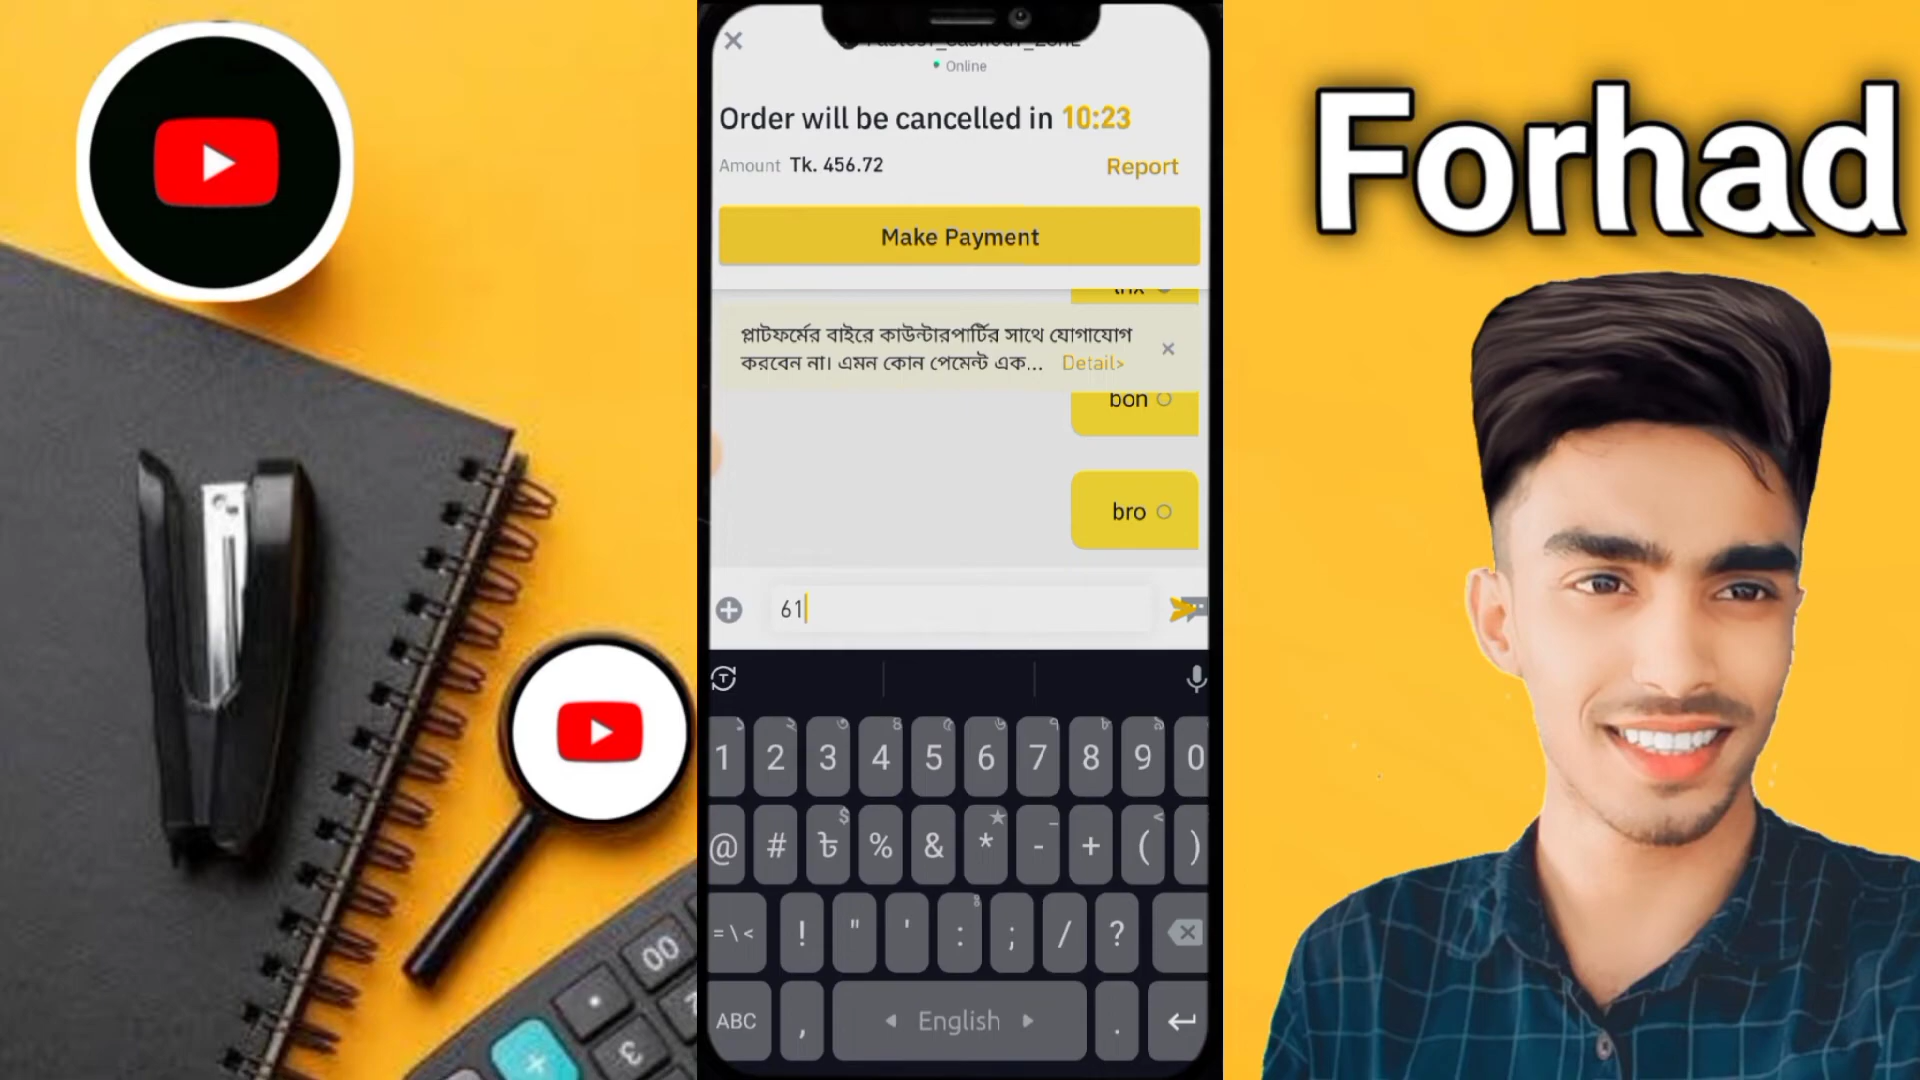 Online
Order will be cancelled in 10:23
Amount Tk. 456.72
Report
Make Payment
প্লাটফর্মের বাইরে কাউন্টারপার্টির সাথে যোগাযোগ
করবেন না। এমন কোন পেমেন্ট এক... Detail>
bon
bro
61
1 2 3 4 5 6 7 8 9 0
@ # ৳ % & * - + ( )
= \ < ! " ' : ; / ?
ABC , English .
Forhad
00